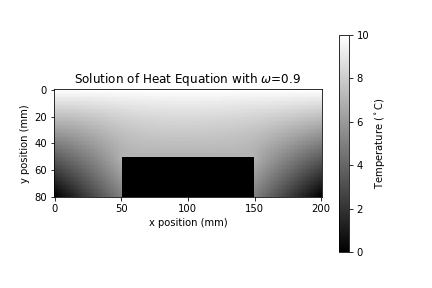 Solution of Heat Equation with ω=0.9
0
20
40
60
80
y position (mm)
0 50 100 150 200
x position (mm)
10
8
6
4
2
0
Temperature (°C)